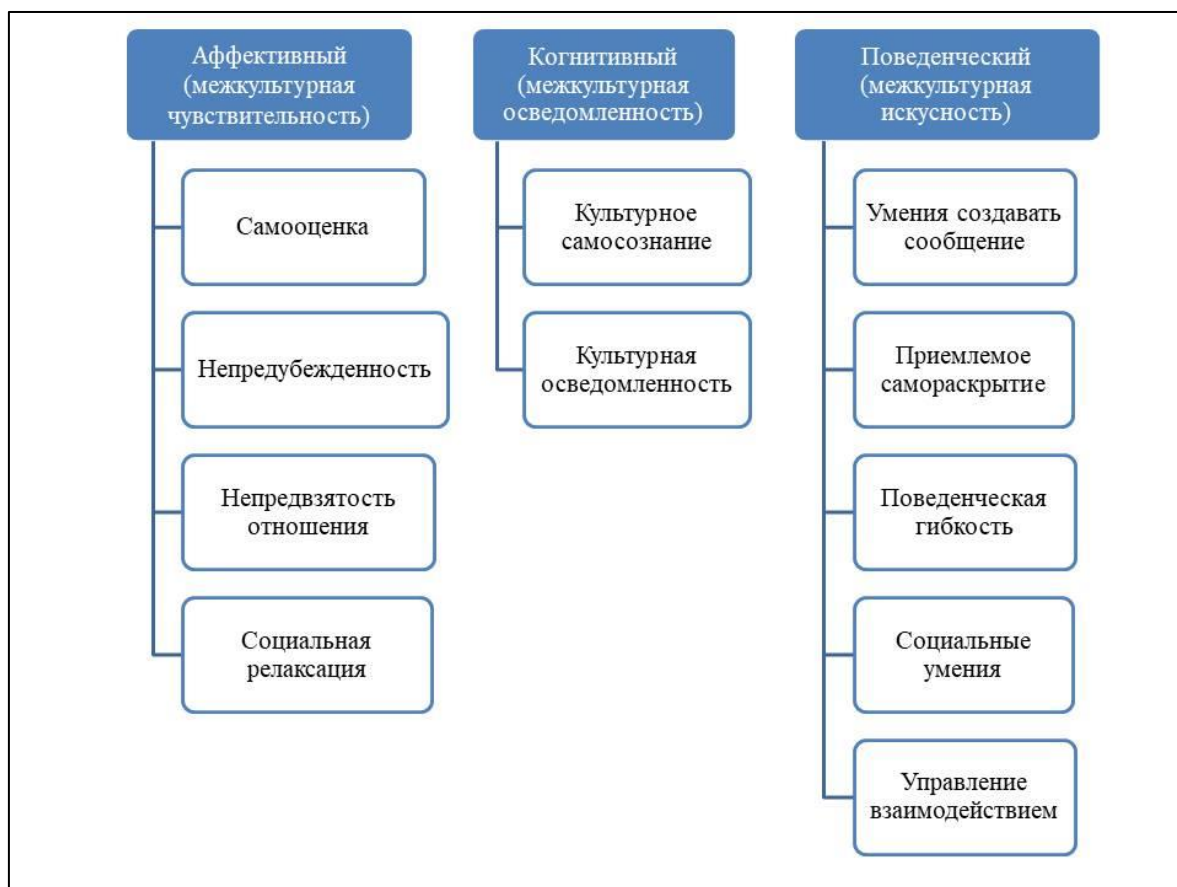 Аффективный
(межкультурная
чувствительность)
Самооценка
Непредубежденность
Непредвзятость
отношения
Социальная
релаксация
Когнитивный
(межкультурная
осведомленность)
Культурное
самосознание
Культурная
осведомленность
Поведенческий
(межкультурная
искусность)
Умения создавать
сообщение
Приемлемое
самораскрытие
Поведенческая
гибкость
Социальные
умения
Управление
взаимодействием